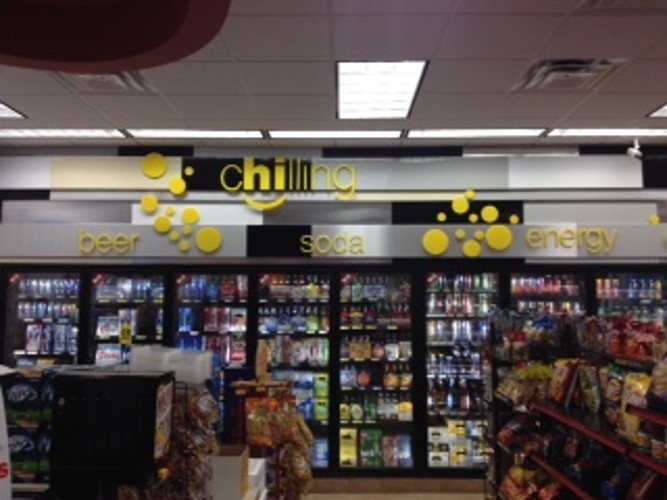 chilling
beer soda energy